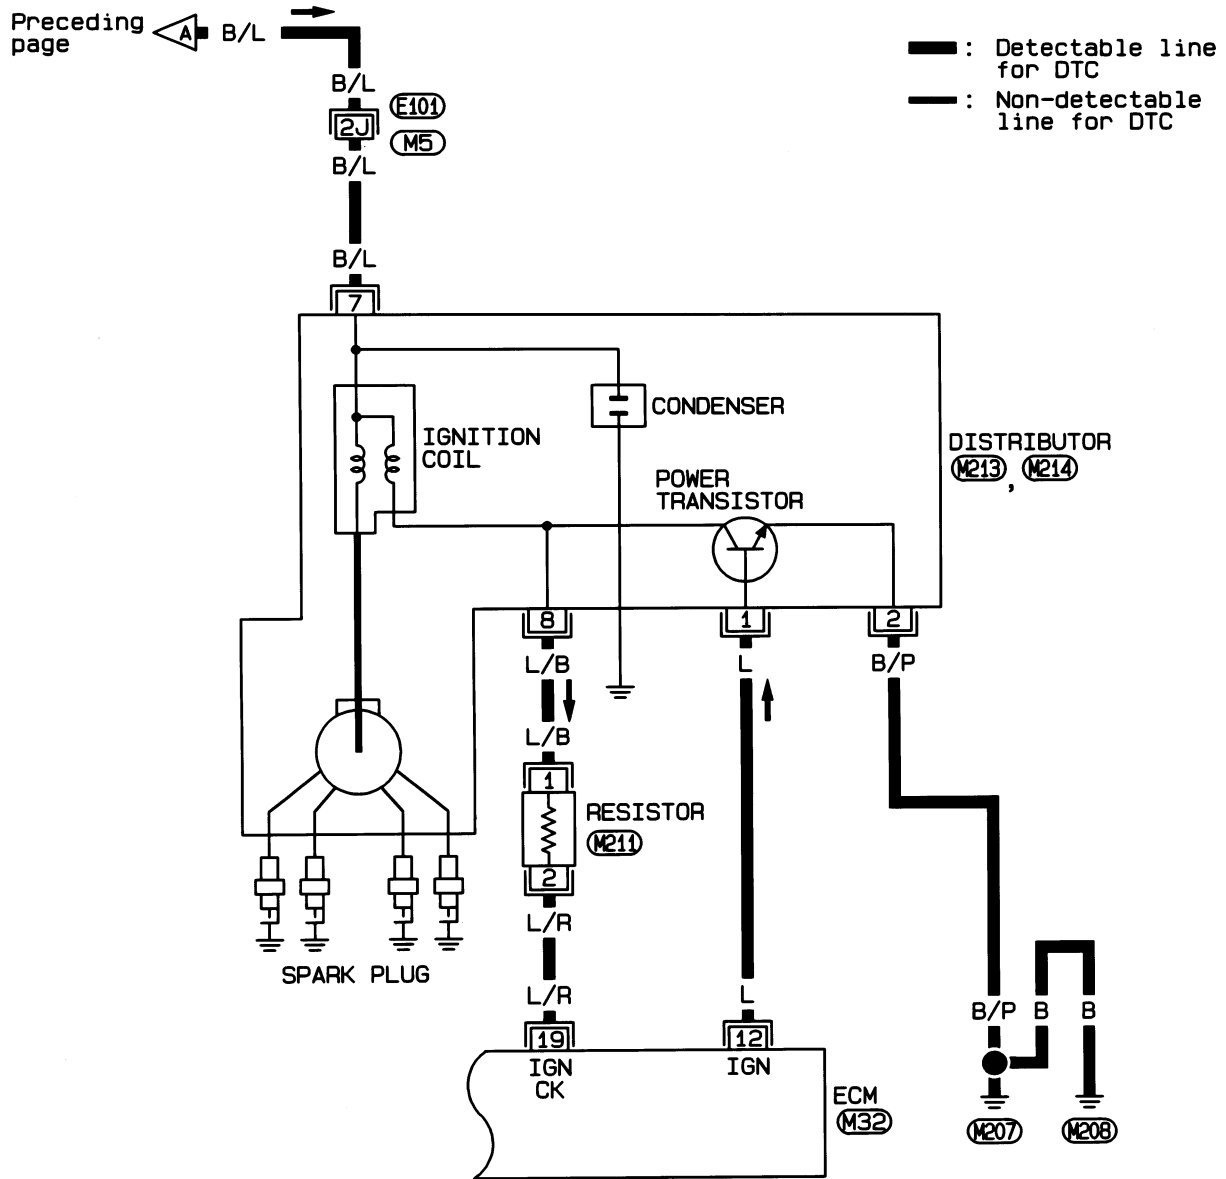 Preceding
page
A
B/L
: Detectable line
for DTC
: Non-detectable
line for DTC
B/L
2J
E101
M5
B/L
B/L
7
IGNITION
COIL
CONDENSER
DISTRIBUTOR
M213 , M214
POWER
TRANSISTOR
8
1
2
L/B
L
B/P
L/B
1
RESISTOR
M211
2
L/R
SPARK PLUG
L/R
L
B/P
B
B
19
12
IGN
CK
IGN
ECM
M32
M207
M208